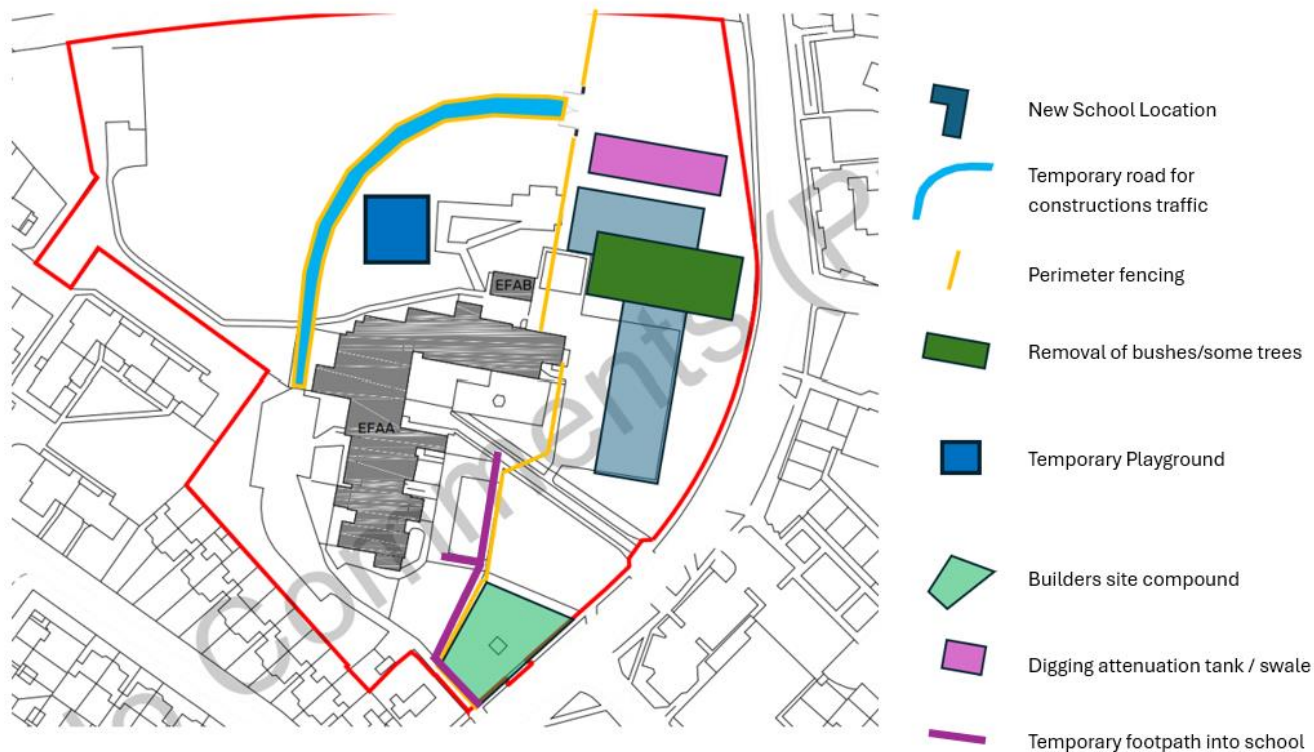 New School Location
Temporary road for
constructions traffic
Perimeter fencing
EFAB
Removal of bushes/some trees
EFAA
Temporary Playground
Builders site compound
Digging attenuation tank / swale
Temporary footpath into school
Comments (P